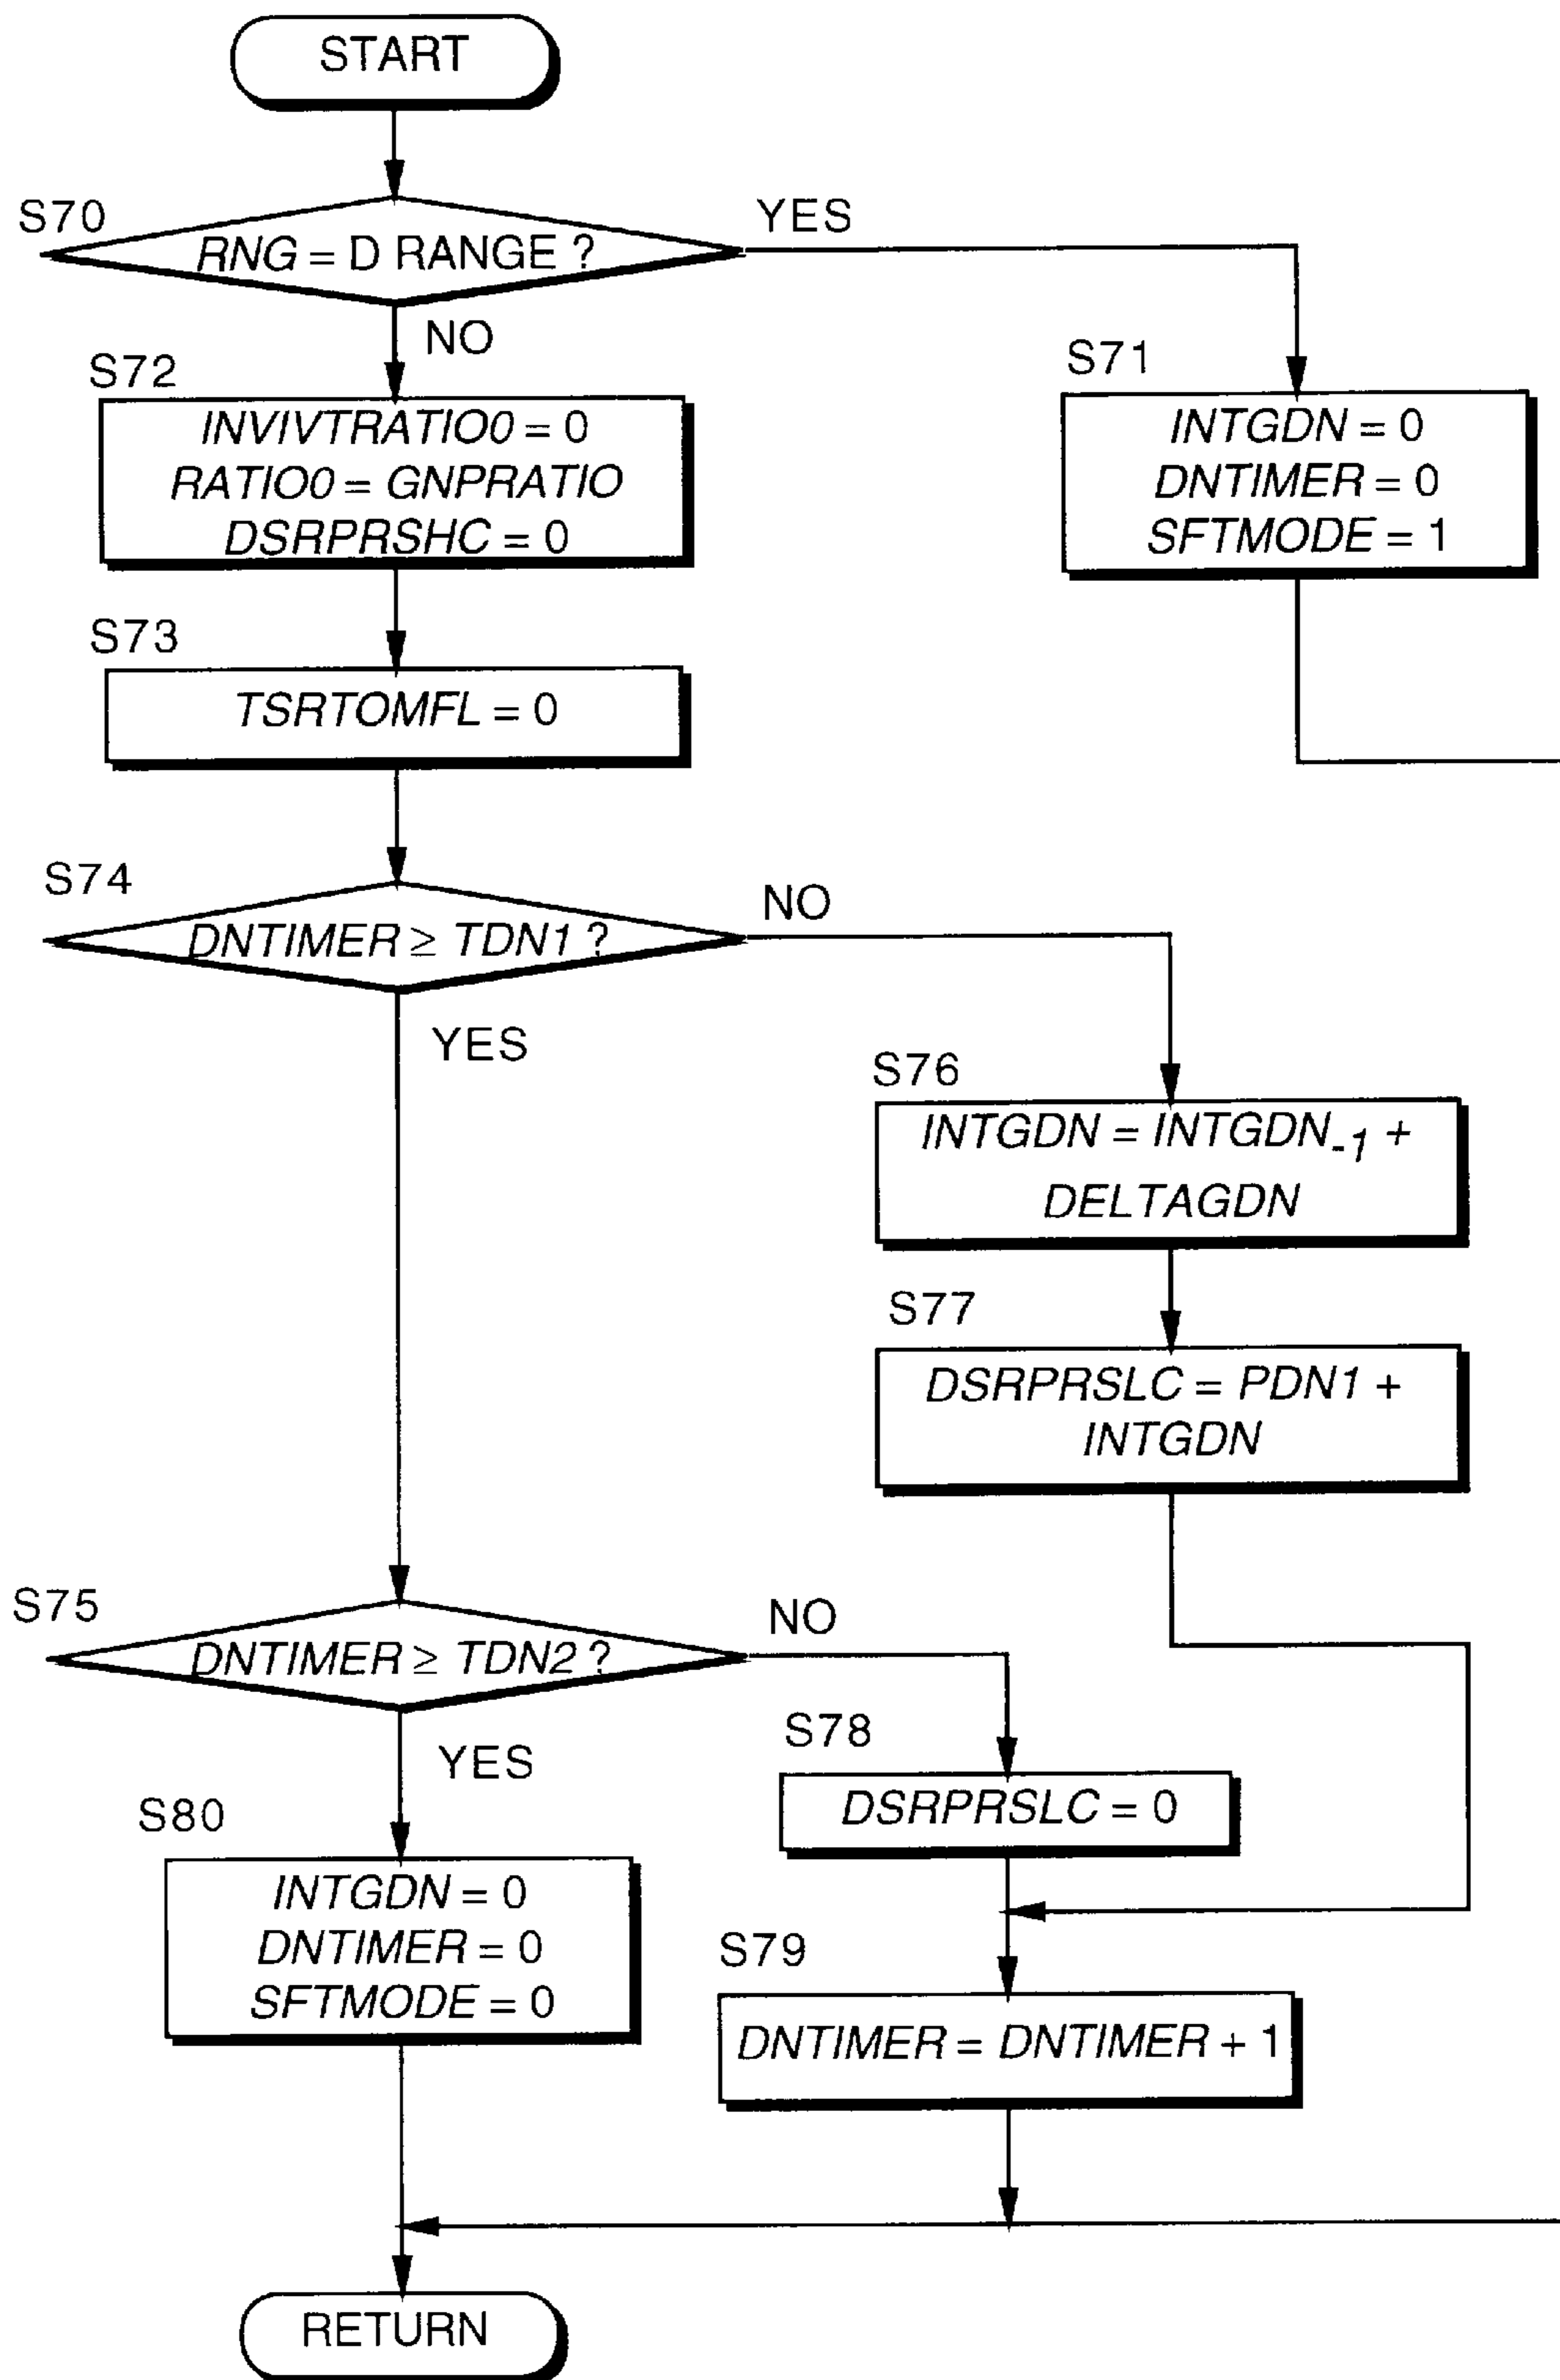 START
S70
RNG = D RANGE ?
YES
NO
S71
INTGDN = 0
DNTIMER = 0
SFTMODE = 1
S72
INVIVTRATIO0 = 0
RATIO0 = GNPRATIO
DSRPRSHC = 0
S73
TSRTOMFL = 0
S74
DNTIMER ≥ TDN1 ?
NO
YES
S76
INTGDN = INTGDN-1 +
DELTAGDN
S77
DSRPRSLC = PDN1 +
INTGDN
S75
DNTIMER ≥ TDN2 ?
NO
YES
S78
DSRPRSLC = 0
S80
INTGDN = 0
DNTIMER = 0
SFTMODE = 0
S79
DNTIMER = DNTIMER + 1
RETURN